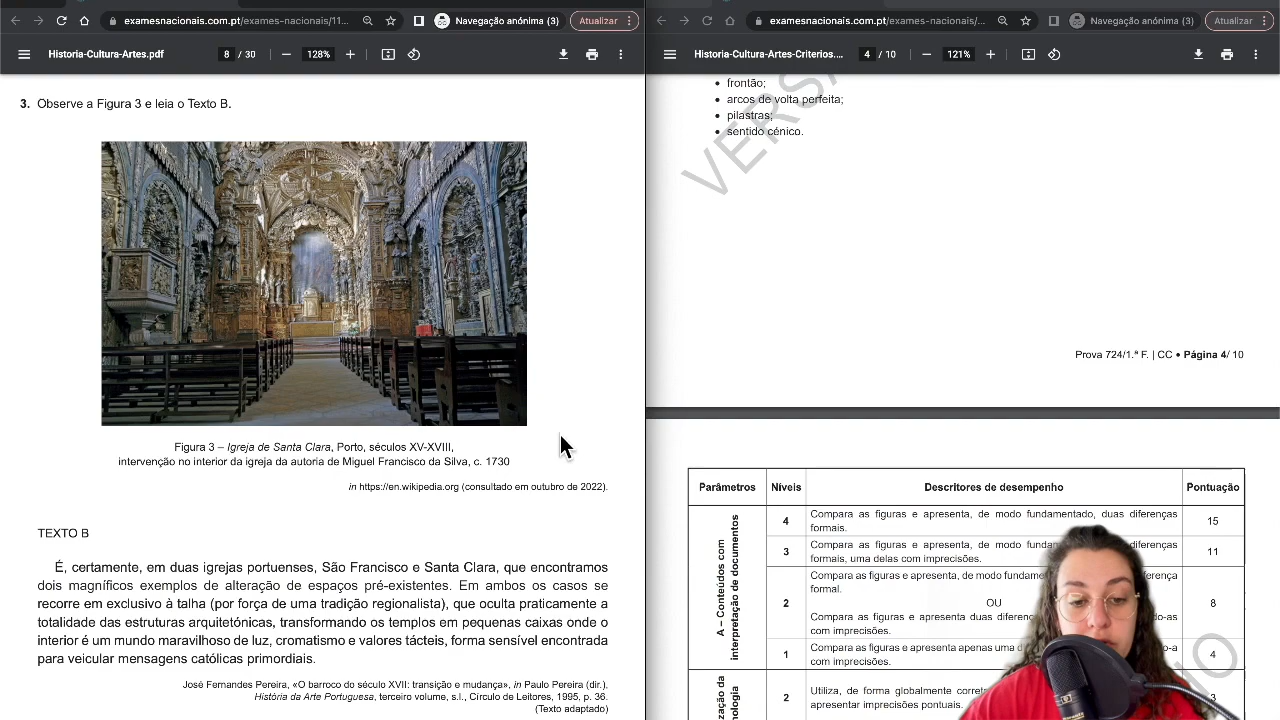 examesnacionais.com.pt/exames-nacionais/11...
Navegação anónima (3)
Atualizar
Historia-Cultura-Artes.pdf
8 / 30
128%
3. Observe a Figura 3 e leia o Texto B.
Figura 3 – Igreja de Santa Clara, Porto, séculos XV-XVIII,
intervenção no interior da igreja da autoria de Miguel Francisco da Silva, c. 1730
in https://en.wikipedia.org (consultado em outubro de 2022).
TEXTO B
É, certamente, em duas igrejas portuenses, São Francisco e Santa Clara, que encontramos
dois magníficos exemplos de alteração de espaços pré-existentes. Em ambos os casos se
recorre em exclusivo à talha (por força de uma tradição regionalista), que oculta praticamente a
totalidade das estruturas arquitetónicas, transformando os templos em pequenas caixas onde o
interior é um mundo maravilhoso de luz, cromatismo e valores tácteis, forma sensível encontrada
para veicular mensagens católicas primordiais.
José Fernandes Pereira, «O barroco do século XVII: transição e mudança», in Paulo Pereira (dir.),
História da Arte Portuguesa, terceiro volume, s.l., Círculo de Leitores, 1995, p. 36.
(Texto adaptado)
examesnacionais.com.pt/exames-nacionais/...
Navegação anónima (3)
Atualizar
Historia-Cultura-Artes-Criterios....
4 / 10
121%
• frontão;
• arcos de volta perfeita;
• pilastras;
• sentido cénico.
Prova 724/1.ª F. | CC • Página 4/ 10
Parâmetros Níveis Descritores de desempenho Pontuação
A – Conteúdos com
interpretação de documentos
4 Compara as figuras e apresenta, de modo fundamentado, duas diferenças 15
formais.
3 Compara as figuras e apresenta, de modo diferenças 11
formais, uma delas com imprecisões.
2 Compara as figuras e apresenta, de modo 8
formal.
OU
Compara as figuras e apresenta duas
com imprecisões.
1 Compara as figuras e apresenta apenas uma 4
com imprecisões.
2 Utiliza, de forma globalmente 3
apresentar imprecisões pontuais.